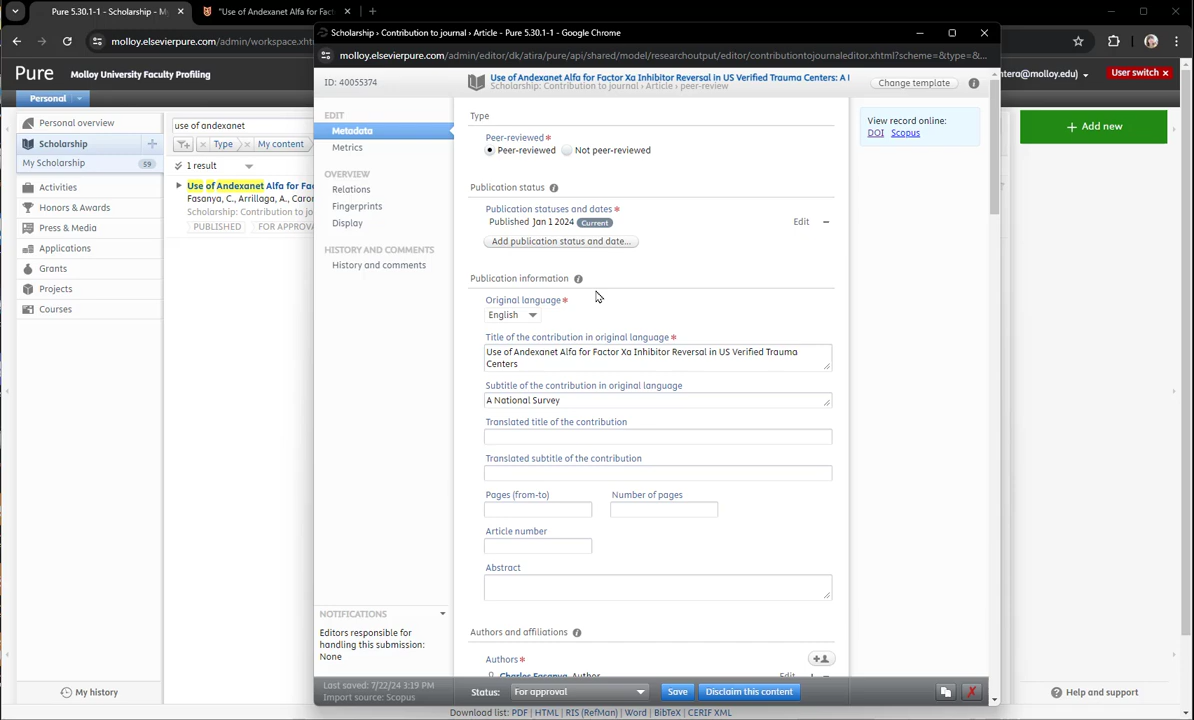 Pure 5.30.1-1 - Scholarship - M
"Use of Andexanet Alfa for Fact
molloy.elsevierpure.com/admin/workspace.xht
Scholarship › Contribution to journal › Article - Pure 5.30.1-1 - Google Chrome
molloy.elsevierpure.com/admin/editor/dk/atira/pure/api/shared/model/researchoutput/editor/contributiontojournaleditor.xhtml?scheme=&type=&...
Pure
Molloy University Faculty Profiling
ntero@molloy.edu)
User switch
Personal
Personal overview
Scholarship
My Scholarship 59
Activities
Honors & Awards
Press & Media
Applications
Grants
Projects
Courses
My history
use of andexanet
Type
My content
1 result
Use of Andexanet Alfa for Fac
Fasanya, C., Arrillaga, A., Caron
Scholarship: Contribution to jo
PUBLISHED FOR APPROVA
ID: 40055374
EDIT
Metadata
Metrics
OVERVIEW
Relations
Fingerprints
Display
HISTORY AND COMMENTS
History and comments
NOTIFICATIONS
Editors responsible for
handling this submission:
None
Last saved: 7/22/24 3:19 PM
Import source: Scopus
Use of Andexanet Alfa for Factor Xa Inhibitor Reversal in US Verified Trauma Centers: A I
Scholarship: Contribution to journal › Article › peer-review
Change template
Type
Peer-reviewed*
Peer-reviewed Not peer-reviewed
Publication status
Publication statuses and dates*
Published Jan 1 2024 Current Edit
Add publication status and date...
Publication information
Original language*
English
Title of the contribution in original language*
Use of Andexanet Alfa for Factor Xa Inhibitor Reversal in US Verified Trauma
Centers
Subtitle of the contribution in original language
A National Survey
Translated title of the contribution
Translated subtitle of the contribution
Pages (from-to) Number of pages
Article number
Abstract
Authors and affiliations
Authors*
Charles Fasanya, Author Edit
Status: For approval
Save
Disclaim this content
View record online:
DOI Scopus
Add new
Help and support
Download list: PDF | HTML | RIS (RefMan) | Word | BibTeX | CERIF XML